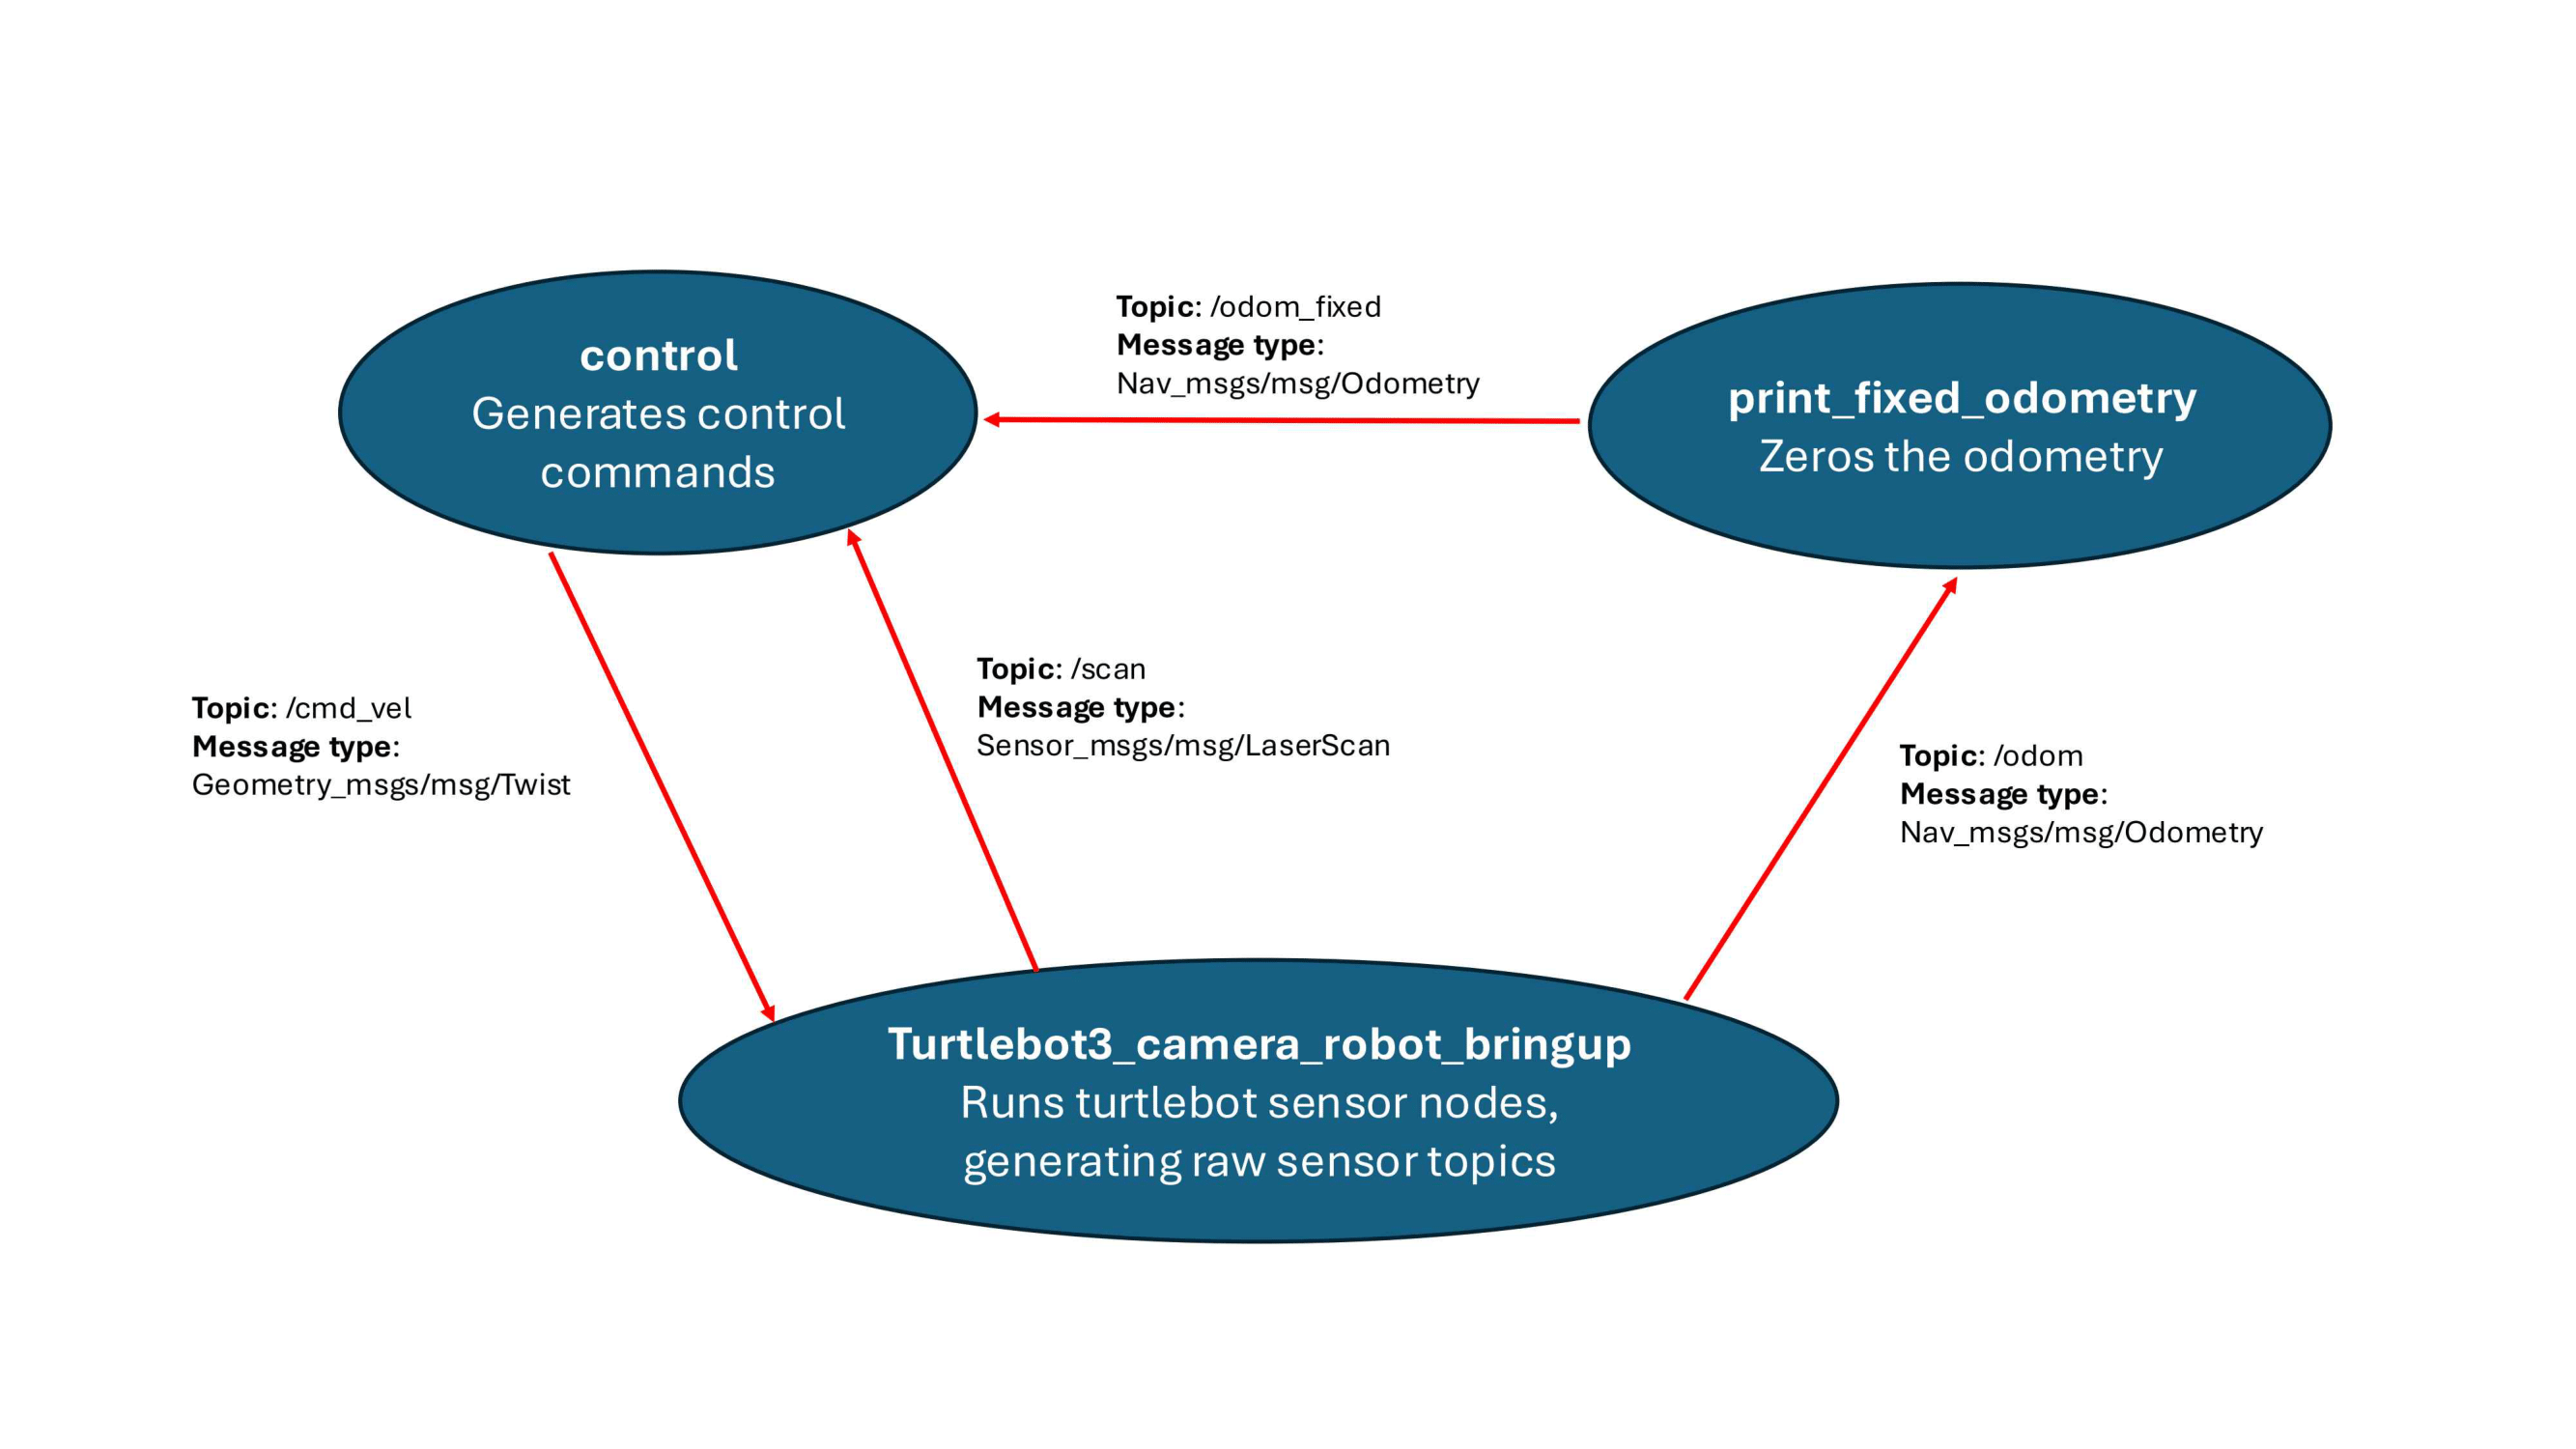 control
Generates control
commands
Topic: /odom_fixed
Message type:
Nav_msgs/msg/Odometry
print_fixed_odometry
Zeros the odometry
Topic: /cmd_vel
Message type:
Geometry_msgs/msg/Twist
Topic: /scan
Message type:
Sensor_msgs/msg/LaserScan
Topic: /odom
Message type:
Nav_msgs/msg/Odometry
Turtlebot3_camera_robot_bringup
Runs turtlebot sensor nodes,
generating raw sensor topics